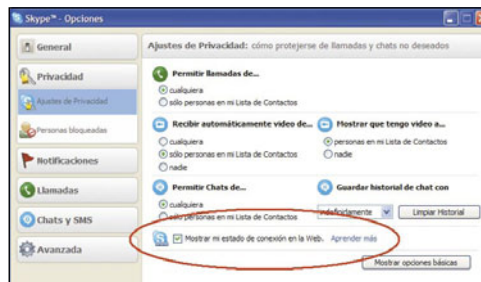 Skype™ - Opciones
General
Privacidad
Ajustes de Privacidad
Personas bloqueadas
Notificaciones
Llamadas
Chats y SMS
Avanzada
Ajustes de Privacidad: cómo protejerse de llamadas y chats no deseados
Permitir llamadas de...
cualquiera
sólo personas en mi Lista de Contactos
Recibir automáticamente video de...
cualquiera
sólo personas en mi Lista de Contactos
nadie
Mostrar que tengo video a...
personas en mi Lista de Contactos
nadie
Permitir Chats de...
cualquiera
sólo personas en mi Lista de Contactos
Guardar historial de chat con
indefinidamente
Limpiar Historial
Mostrar mi estado de conexión en la Web. Aprender más
Mostrar opciones básicas